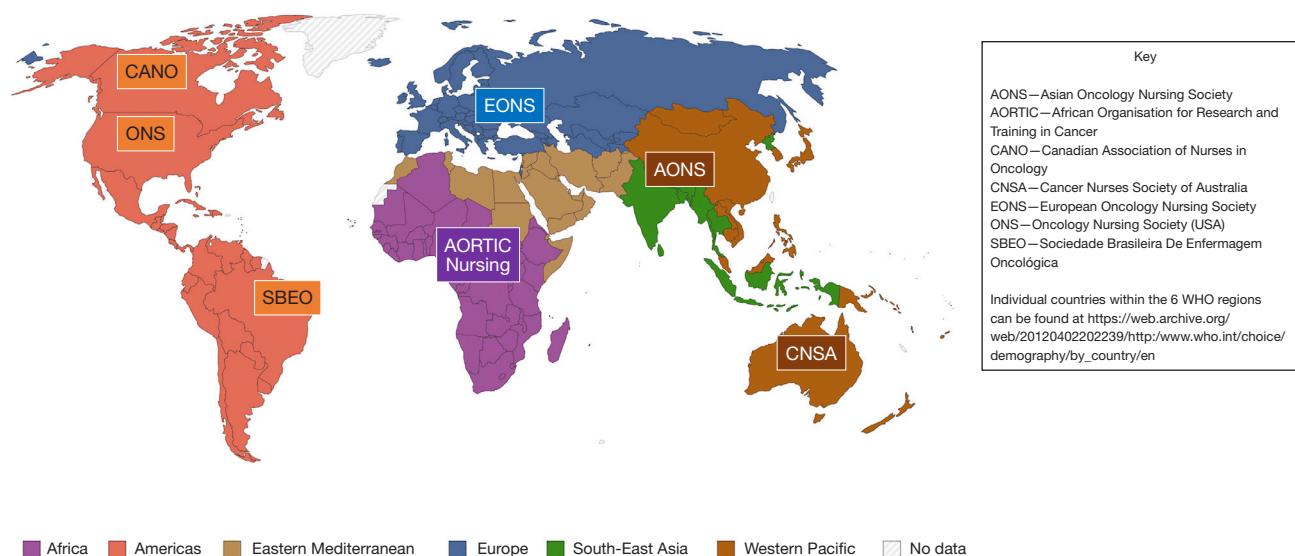 CANO
ONS
SBEO
EONS
AORTIC
Nursing
AONS
CNSA
Key
AONS—Asian Oncology Nursing Society
AORTIC—African Organisation for Research and
Training in Cancer
CANO—Canadian Association of Nurses in
Oncology
CNSA—Cancer Nurses Society of Australia
EONS—European Oncology Nursing Society
ONS—Oncology Nursing Society (USA)
SBEO—Sociedade Brasileira De Enfermagem
Oncológica
Individual countries within the 6 WHO regions
can be found at https://web.archive.org/
web/20120402202239/http:/www.who.int/choice/
demography/by_country/en
Africa Americas Eastern Mediterranean Europe South-East Asia Western Pacific No data